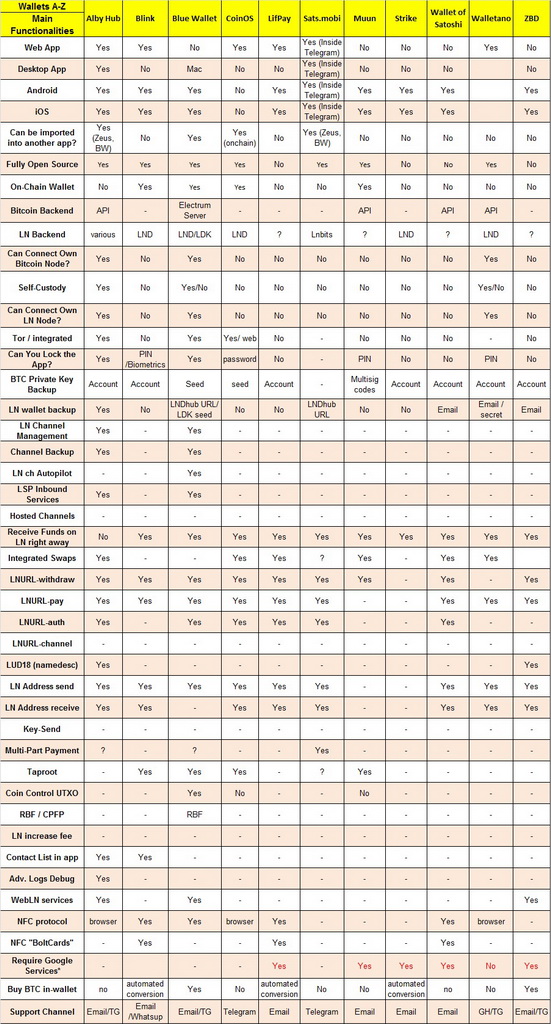 Wallets A-Z
Main Functionalities Alby Hub Blink Blue Wallet CoinOS LifPay Sats.mobi Muun Strike Wallet of Satoshi Walletano ZBD
Web App Yes Yes No Yes Yes Yes (Inside Telegram) No No No Yes No
Desktop App Yes No Mac No No Yes (Inside Telegram) No No No No No
Android Yes Yes Yes No Yes Yes (Inside Telegram) Yes Yes Yes Yes
iOS Yes Yes Yes No Yes Yes (Inside Telegram) Yes Yes Yes Yes
Can be imported into another app? Yes (Zeus, BW) No Yes Yes (onchain) No Yes (Zeus, BW) No No No No No
Fully Open Source Yes Yes Yes Yes No Yes Yes No No Yes No
On-Chain Wallet No Yes Yes Yes No No Yes No No No No
Bitcoin Backend API - Electrum Server - - - API - API API -
LN Backend various LND LND/LDK LND ? Lnbits ? LND ? LND ?
Can Connect Own Bitcoin Node? Yes No Yes No No No No No No Yes No
Self-Custody Yes No Yes/No No No No Yes No No Yes/No No
Can Connect Own LN Node? Yes No Yes No No No No No No Yes No
Tor / integrated Yes No Yes Yes/ web No - No No No - No
Can You Lock the App? Yes PIN /Biometrics Yes password No - PIN No No PIN No
BTC Private Key Backup Account Account Seed seed Account - Multisig codes Account Account Account Account
LN wallet backup Yes No LNDhub URL/ LDK seed No No LNDhub URL No No Email Email / secret Email
LN Channel Management Yes - Yes - - - - - - - -
Channel Backup Yes - Yes - - - - - - - -
LN ch Autopilot - - Yes - - - - - - - -
LSP Inbound Services Yes - Yes - - - - - - - -
Hosted Channels - - - - - - - - - - -
Receive Funds on LN right away No Yes Yes Yes Yes Yes Yes Yes Yes Yes Yes
Integrated Swaps Yes - - Yes Yes ? Yes - Yes Yes
LNURL-withdraw Yes Yes Yes Yes Yes Yes Yes - Yes - Yes
LNURL-pay Yes Yes Yes Yes Yes Yes - - Yes Yes Yes
LNURL-auth Yes Yes Yes Yes Yes Yes - - Yes - -
LNURL-channel - - - - - - - - - - -
LUD18 (namedesc) Yes - - - - - - - - - Yes
LN Address send Yes Yes Yes Yes Yes Yes - - Yes Yes Yes
LN Address receive Yes Yes - Yes Yes Yes - - Yes Yes Yes
Key-Send - - - - - - - - - - -
Multi-Part Payment ? - ? - - Yes - - - - -
Taproot - Yes Yes Yes - ? Yes - - - -
Coin Control UTXO - - Yes No - - No - - - -
RBF / CPFP - - RBF - - - - - - - -
LN increase fee - - - - - - - - - - -
Contact List in app Yes Yes - - - - - - - - -
Adv. Logs Debug Yes - - - - - - - - - -
WebLN services Yes - Yes - - - - - - - Yes
NFC protocol browser Yes Yes browser Yes - - - Yes browser -
NFC "BoltCards" - Yes - - Yes - - - Yes - -
Require Google Services* - - - - Yes - Yes Yes Yes No Yes
Buy BTC in-wallet no automated conversion Yes No automated conversion No No automated conversion no No Yes
Support Channel Email/TG Email /Whatsup Email/TG Telegram Email Telegram Email Email Email GH/TG Email/TG